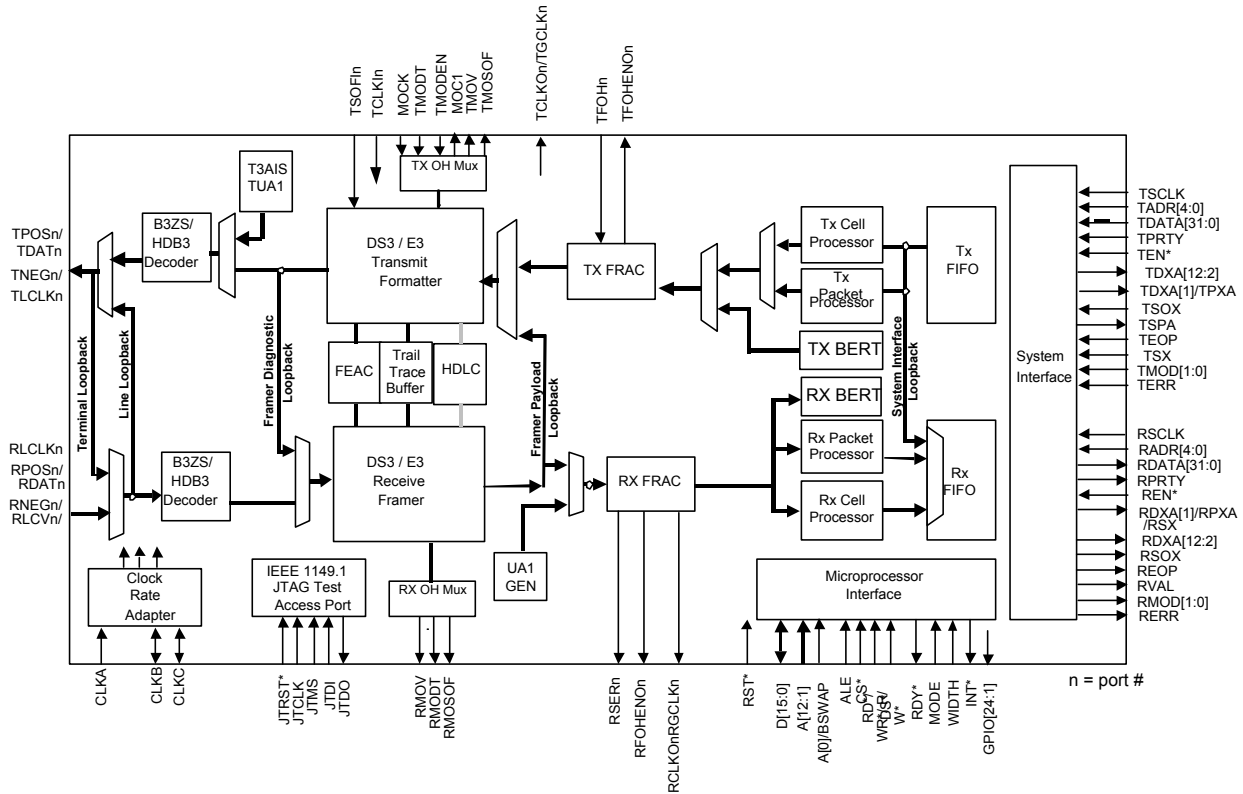 TSOFIn
TCLKIn
MOCK
TMODT
TMODEN
MOC1
TMOV
TMOSOF
TCLKOn/TGCLKn
TFOHn
TFOHENOn
TX OH Mux
T3AIS
TUA1
B3ZS/
HDB3
Decoder
DS3 / E3
Transmit
Formatter
TX FRAC
Tx Cell
Processor
Tx Packet
Processor
Tx
FIFO
TX BERT
TPOSn/
TDATn
TNEGn/
TLCLKn
Terminal Loopback
Line Loopback
Framer Diagnostic
Loopback
FEAC
Trail
Trace
Buffer
HDLC
Framer Payload
Loopback
System Interface
Loopback
System
Interface
TSCLK
TADR[4:0]
TDATA[31:0]
TPRTY
TEN*
TDXA[12:2]
TDXA[1]/TPXA
TSOX
TSPA
TEOP
TSX
TMOD[1:0]
TERR
RSCLK
RADR[4:0]
RDATA[31:0]
RPRTY
REN*
RDXA[1]/RPXA
/RSX
RDXA[12:2]
RSOX
REOP
RVAL
RMOD[1:0]
RERR
RLCLKn
RPOSn/
RDATn
RNEGn/
RLCVn/
B3ZS/
HDB3
Decoder
DS3 / E3
Receive
Framer
RX FRAC
RX BERT
Rx Packet
Processor
Rx Cell
Processor
Rx
FIFO
UA1
GEN
Clock
Rate
Adapter
IEEE 1149.1
JTAG Test
Access Port
RX OH Mux
Microprocessor
Interface
CLKA
CLKB
CLKC
JTRST*
JTCLK
JTMS
JTDI
JTDO
RMOV
RMODT
RMOSOF
RSERn
RFOHENOn
RCLKOnRGCLKn
RST*
D[15:0]
A[12:1]
A[0]/BSWAP
ALE
CS*
W*
RDY*
MODE
WIDTH
INT*
GPIO[24:1]
n = port #